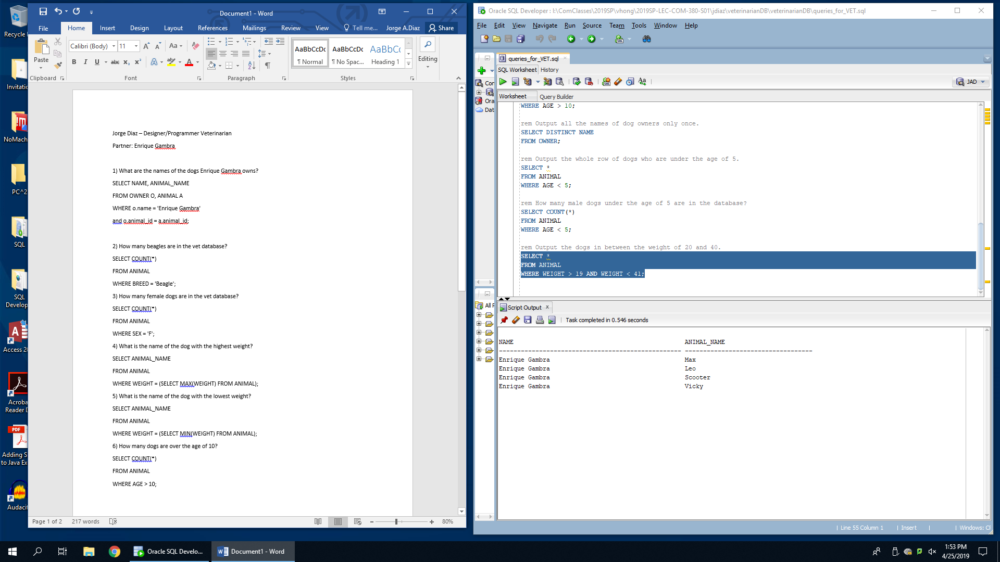 Recycle
Invitatio
NoMach
PC^2
SQL
SQL
Develop
Access 20
Acroba
Reader D
Adding S
to Java Ex
Audacit
Document1 - Word
File Home Insert Design Layout References Mailings Review View Tell me... Jorge A.Diaz Share
Paste
Calibri (Body) 11
AaBbCcDc AaBbCcDc AaBbCc
¶ Normal ¶ No Spac... Heading 1
Editing
Clipboard Font Paragraph Styles
Jorge Diaz – Designer/Programmer Veterinarian
Partner: Enrique Gambra
1) What are the names of the dogs Enrique Gambra owns?
SELECT NAME, ANIMAL_NAME
FROM OWNER O, ANIMAL A
WHERE o.name = 'Enrique Gambra'
and o.animal_id = a.animal_id;
2) How many beagles are in the vet database?
SELECT COUNT(*)
FROM ANIMAL
WHERE BREED = 'Beagle';
3) How many female dogs are in the vet database?
SELECT COUNT(*)
FROM ANIMAL
WHERE SEX = 'F';
4) What is the name of the dog with the highest weight?
SELECT ANIMAL_NAME
FROM ANIMAL
WHERE WEIGHT = (SELECT MAX(WEIGHT) FROM ANIMAL);
5) What is the name of the dog with the lowest weight?
SELECT ANIMAL_NAME
FROM ANIMAL
WHERE WEIGHT = (SELECT MIN(WEIGHT) FROM ANIMAL);
6) How many dogs are over the age of 10?
SELECT COUNT(*)
FROM ANIMAL
WHERE AGE > 10;
Page 1 of 2 217 words 80%
Oracle SQL Developer : I:\ComClasses\2019SP\vhong\2019SP-LEC-COM-380-S01\jdiaz\veterinarianDB\veterinarianDB\queries_for_VET.sql
File Edit View Navigate Run Source Team Tools Window Help
Con
Ora
Dat
All R
queries_for_VET.sql
SQL Worksheet History
JAD
Worksheet Query Builder
WHERE AGE > 10;
rem Output all the names of dog owners only once.
SELECT DISTINCT NAME
FROM OWNER;
rem Output the whole row of dogs who are under the age of 5.
SELECT *
FROM ANIMAL
WHERE AGE < 5;
rem How many male dogs under the age of 5 are in the database?
SELECT COUNT(*)
FROM ANIMAL
WHERE AGE < 5;
rem Output the dogs in between the weight of 20 and 40.
SELECT *
FROM ANIMAL
WHERE WEIGHT > 19 AND WEIGHT < 41;
Script Output x
Task completed in 0.546 seconds
NAME ANIMAL_NAME
-------------------------------------------------- -----------------------------------
Enrique Gambra Max
Enrique Gambra Leo
Enrique Gambra Scooter
Enrique Gambra Vicky
Line 55 Column 1 Insert Windows: CF
Oracle SQL Develo... Document1 - Word
1:53 PM
4/25/2019